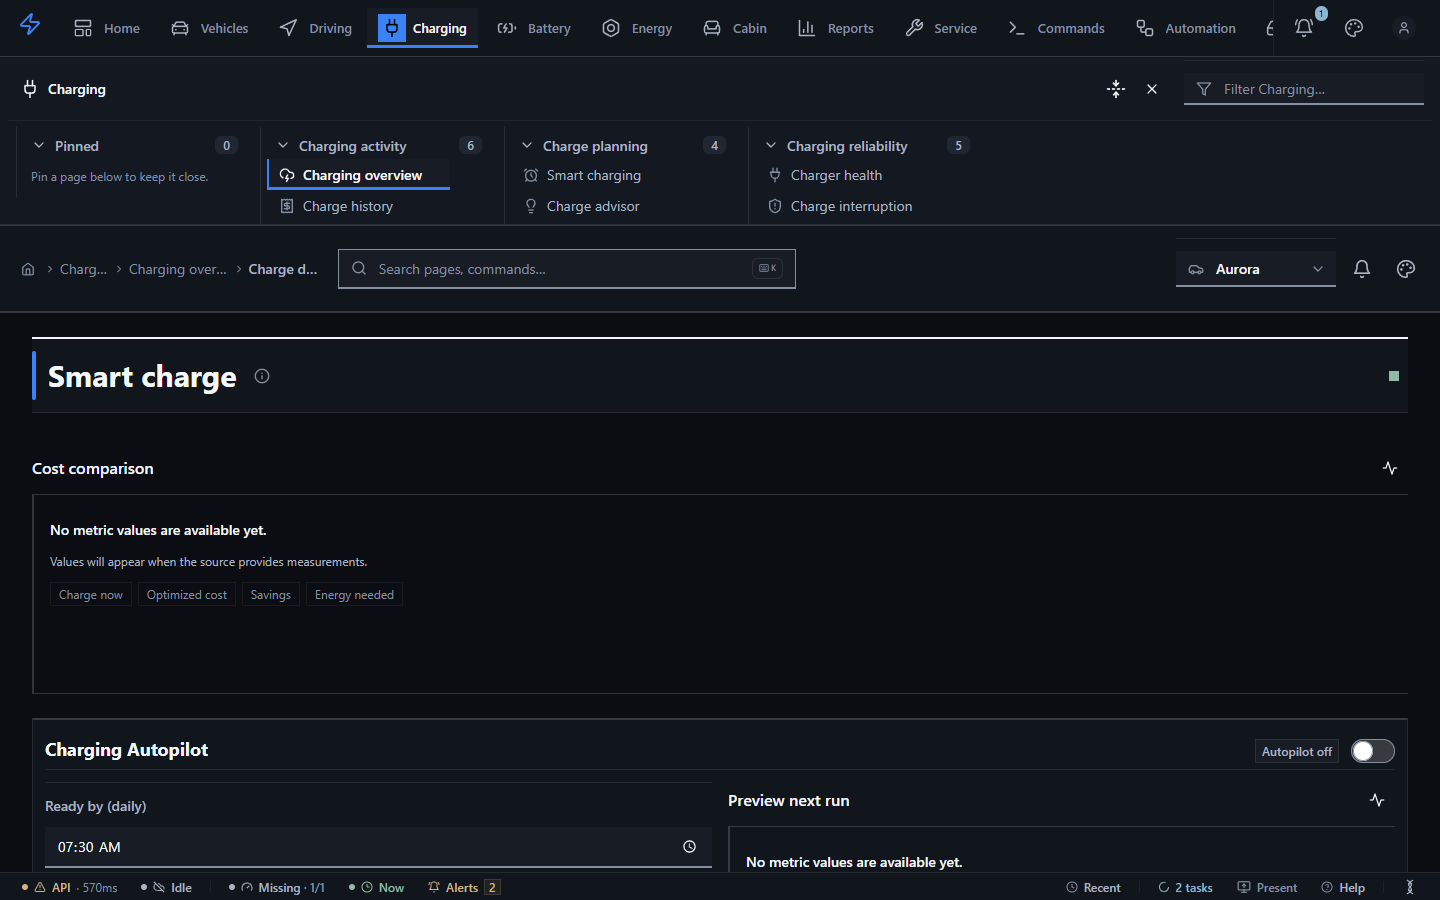 Home Vehicles Driving Charging Battery Energy Cabin Reports Service Commands Automation 1
Charging
Filter Charging...
Pinned 0
Pin a page below to keep it close.
Charging activity 6
Charging overview
Charge history
Charge planning 4
Smart charging
Charge advisor
Charging reliability 5
Charger health
Charge interruption
Charg... Charging over... Charge d...
Search pages, commands... K
Aurora
Smart charge
Cost comparison
No metric values are available yet.
Values will appear when the source provides measurements.
Charge now Optimized cost Savings Energy needed
Charging Autopilot
Autopilot off
Ready by (daily)
07:30 AM
Preview next run
No metric values are available yet.
API · 570ms Idle Missing · 1/1 Now Alerts 2 Recent 2 tasks Present Help